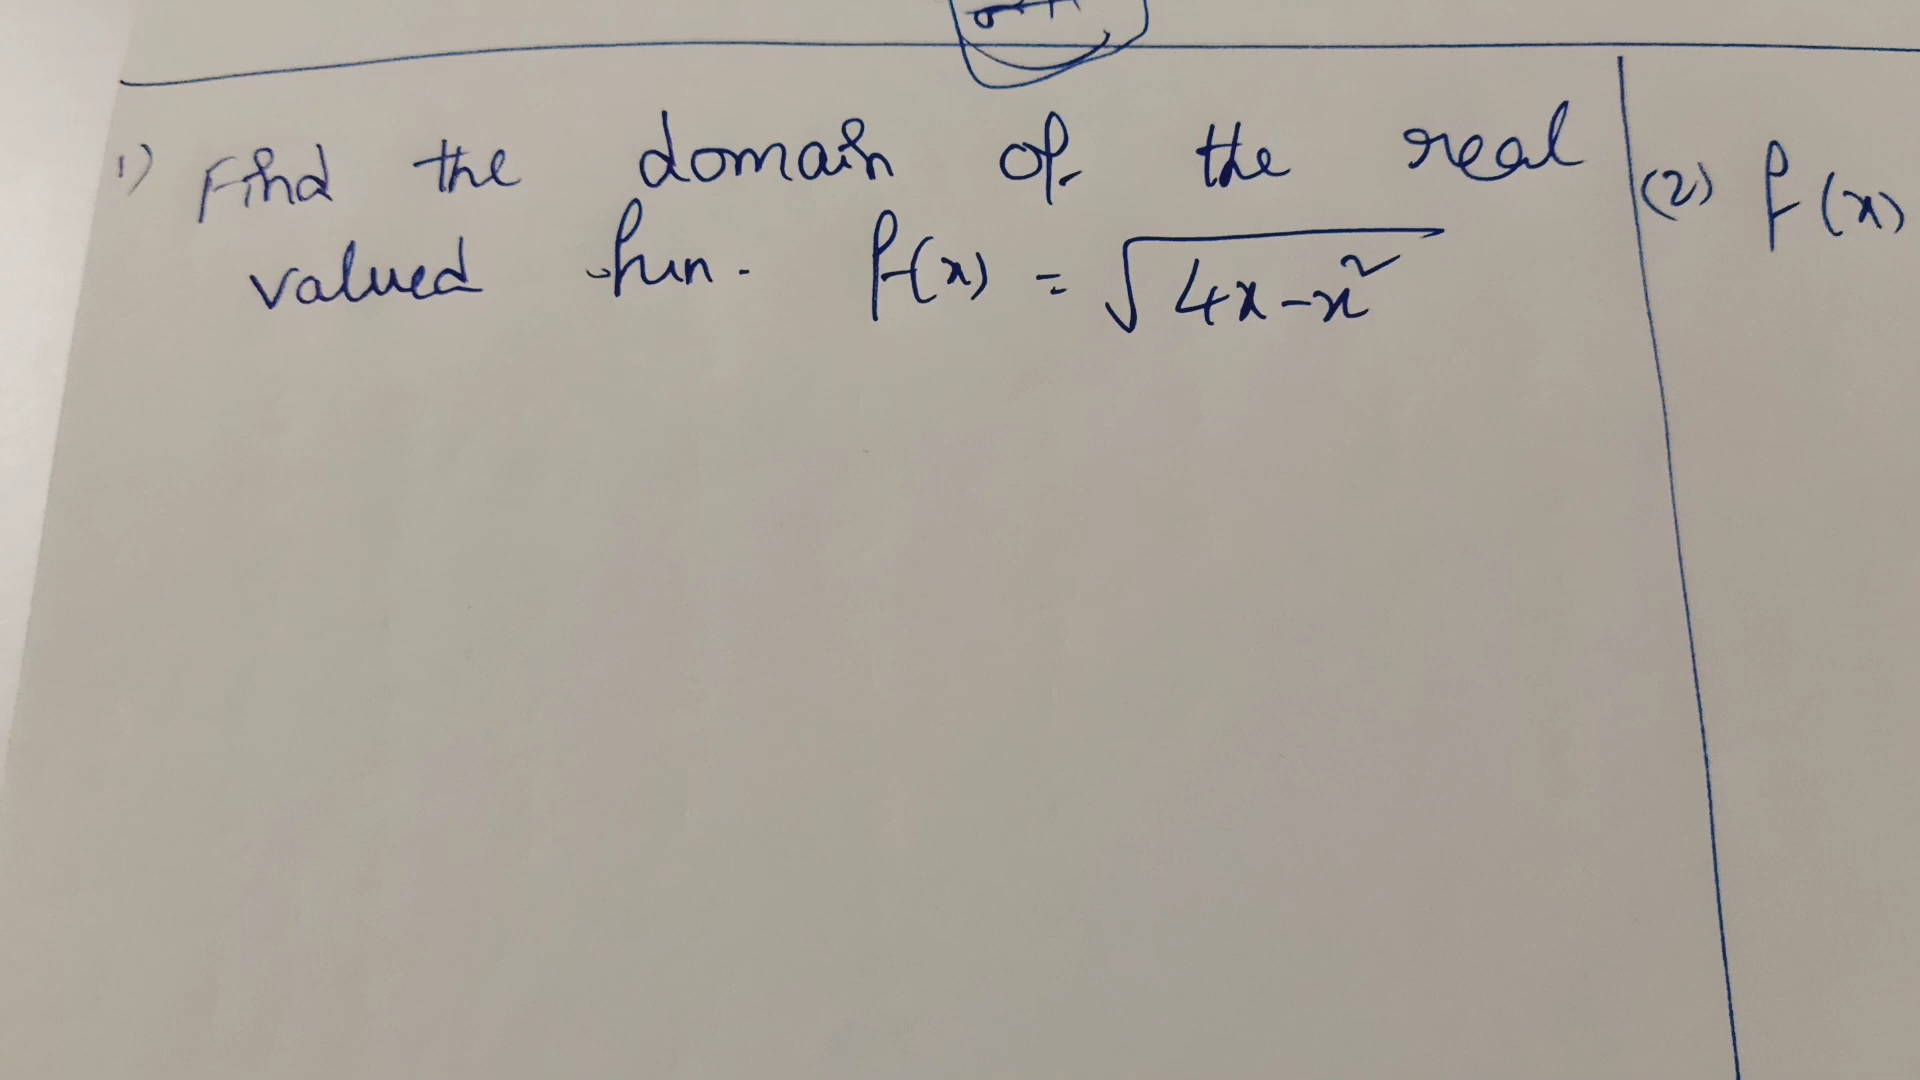 1) Find the domain of the real
valued fun. f(x) = √4x-x²
(2) f(x)